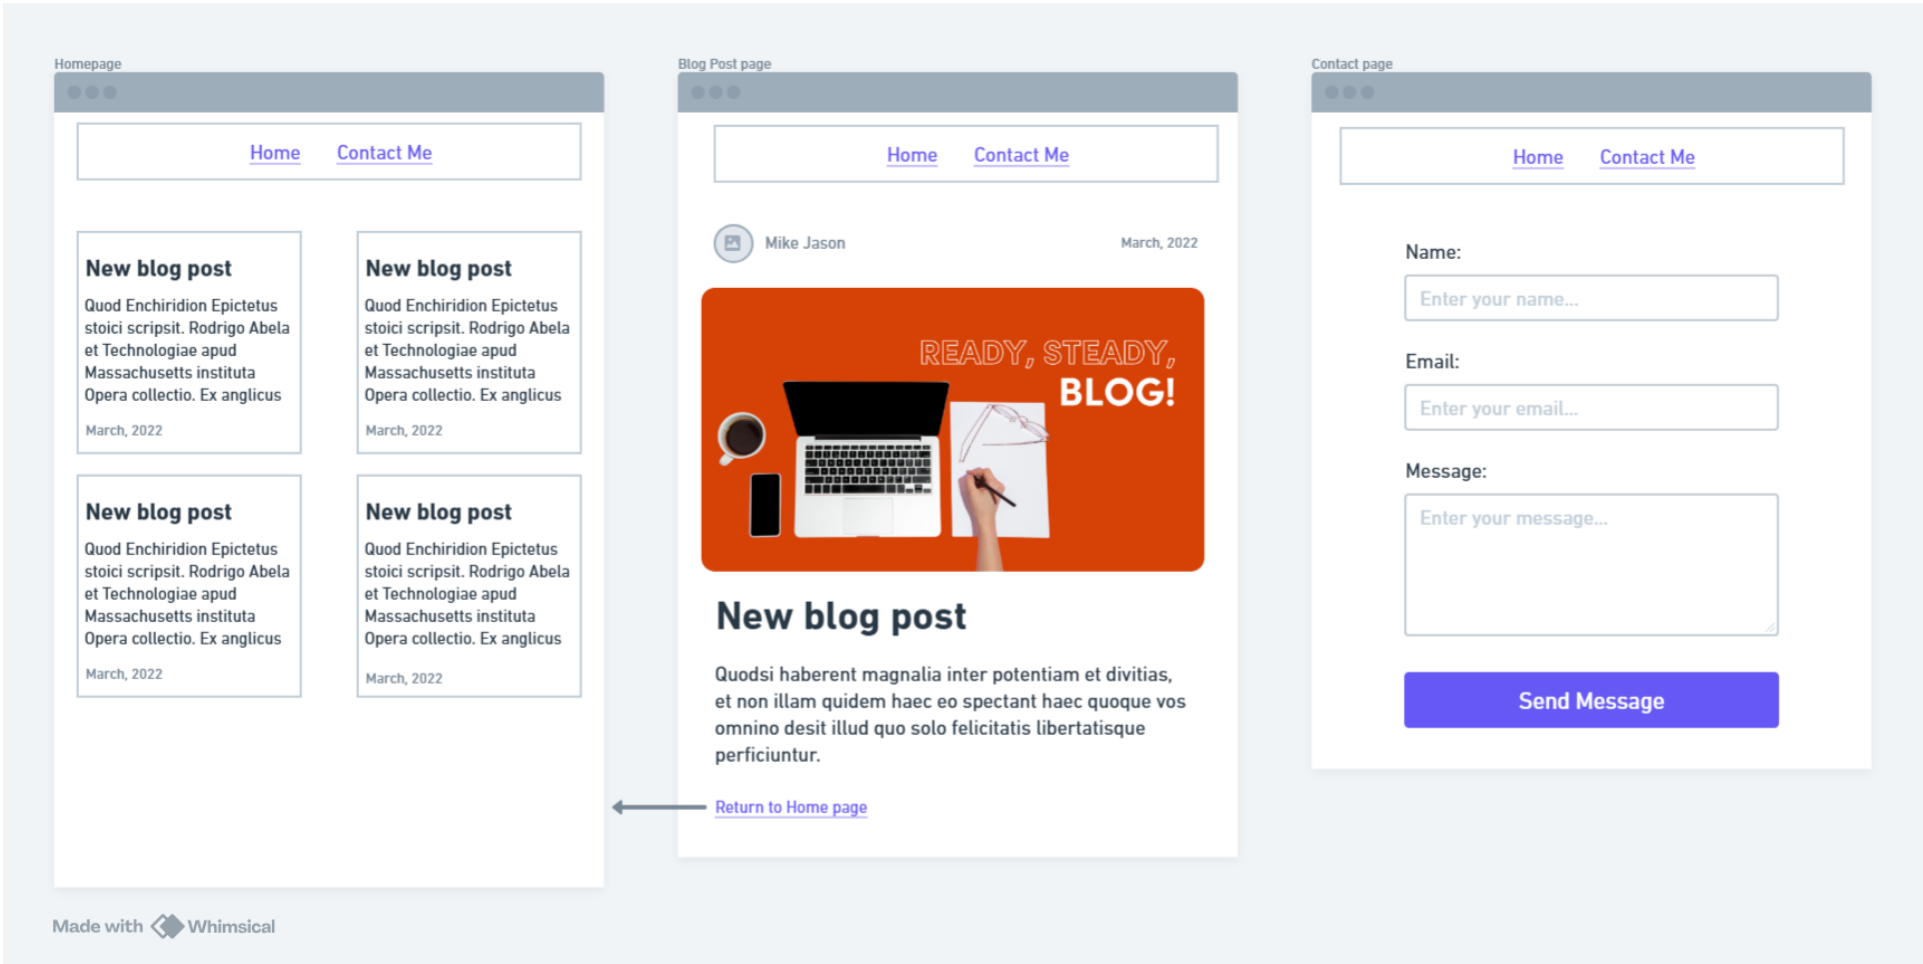 Homepage
Home Contact Me
New blog post
Quod Enchiridion Epictetus
stoici scripsit. Rodrigo Abela
et Technologiae apud
Massachusetts instituta
Opera collectio. Ex anglicus
March, 2022
New blog post
Quod Enchiridion Epictetus
stoici scripsit. Rodrigo Abela
et Technologiae apud
Massachusetts instituta
Opera collectio. Ex anglicus
March, 2022
New blog post
Quod Enchiridion Epictetus
stoici scripsit. Rodrigo Abela
et Technologiae apud
Massachusetts instituta
Opera collectio. Ex anglicus
March, 2022
New blog post
Quod Enchiridion Epictetus
stoici scripsit. Rodrigo Abela
et Technologiae apud
Massachusetts instituta
Opera collectio. Ex anglicus
March, 2022
Blog Post page
Home Contact Me
Mike Jason March, 2022
READY, STEADY,
BLOG!
New blog post
Quodsi haberent magnalia inter potentiam et divitias,
et non illam quidem haec eo spectant haec quoque vos
omnino desit illud quo solo felicitatis libertatisque
perficiuntur.
Return to Home page
Contact page
Home Contact Me
Name:
Enter your name...
Email:
Enter your email...
Message:
Enter your message...
Send Message
Made with Whimsical